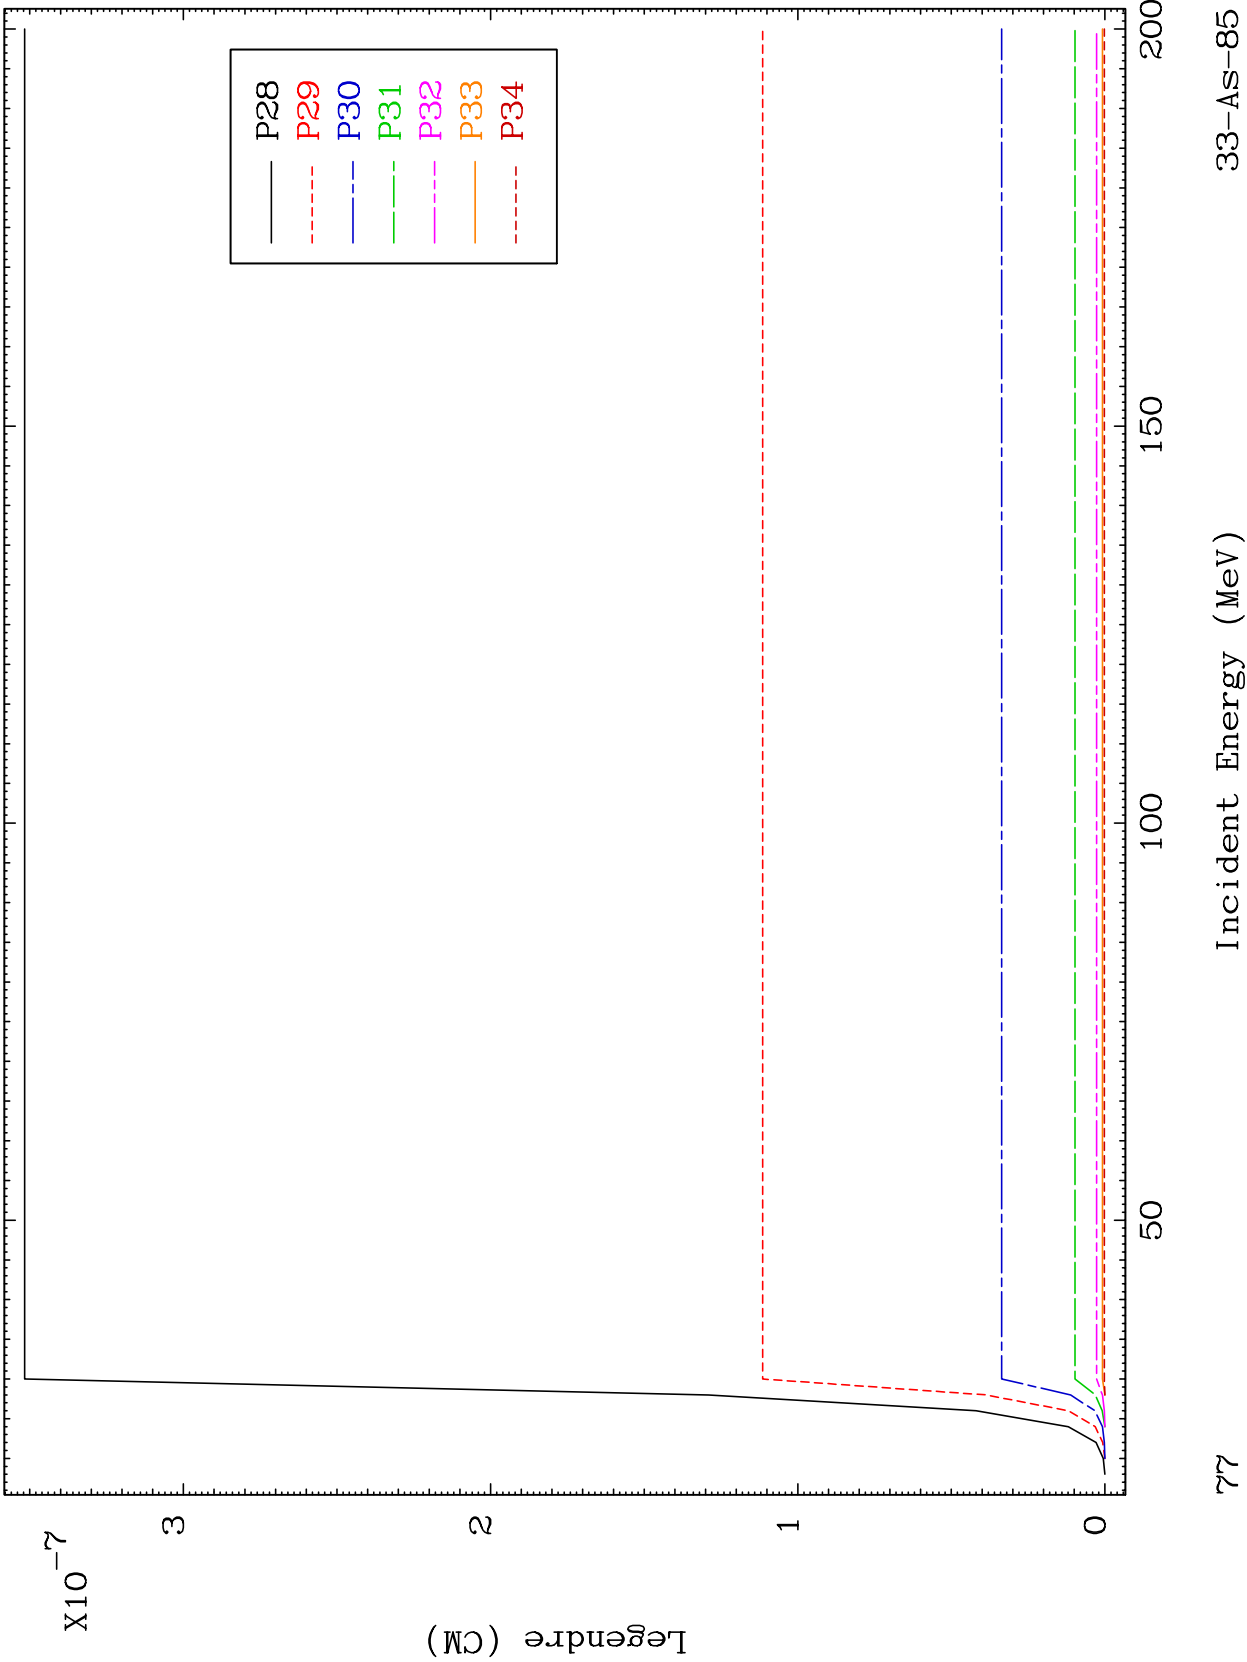 X10-7
Legendre (CM)
3
2
1
0
P28
P29
P30
P31
P32
P33
P34
50
100
150
200
77
Incident Energy (MeV)
33-As-85